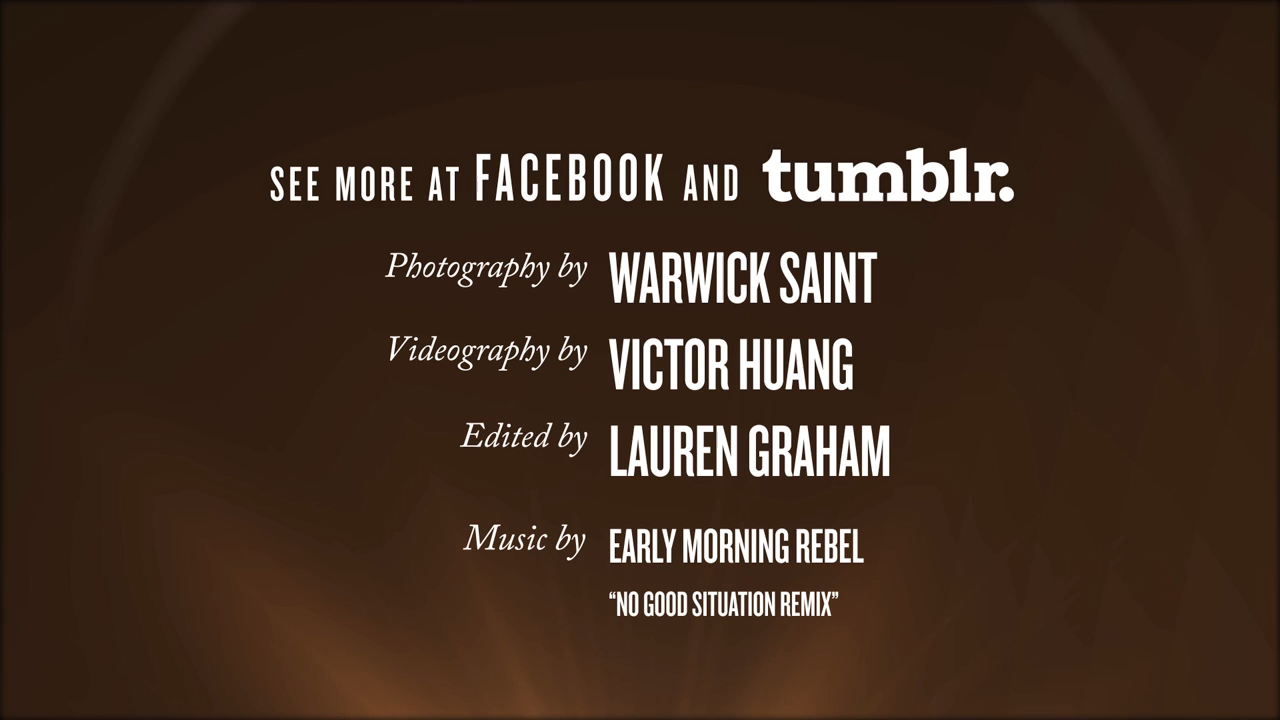 SEE MORE AT FACEBOOK AND tumblr.
Photography by WARWICK SAINT
Videography by VICTOR HUANG
Edited by LAUREN GRAHAM
Music by EARLY MORNING REBEL
“NO GOOD SITUATION REMIX”